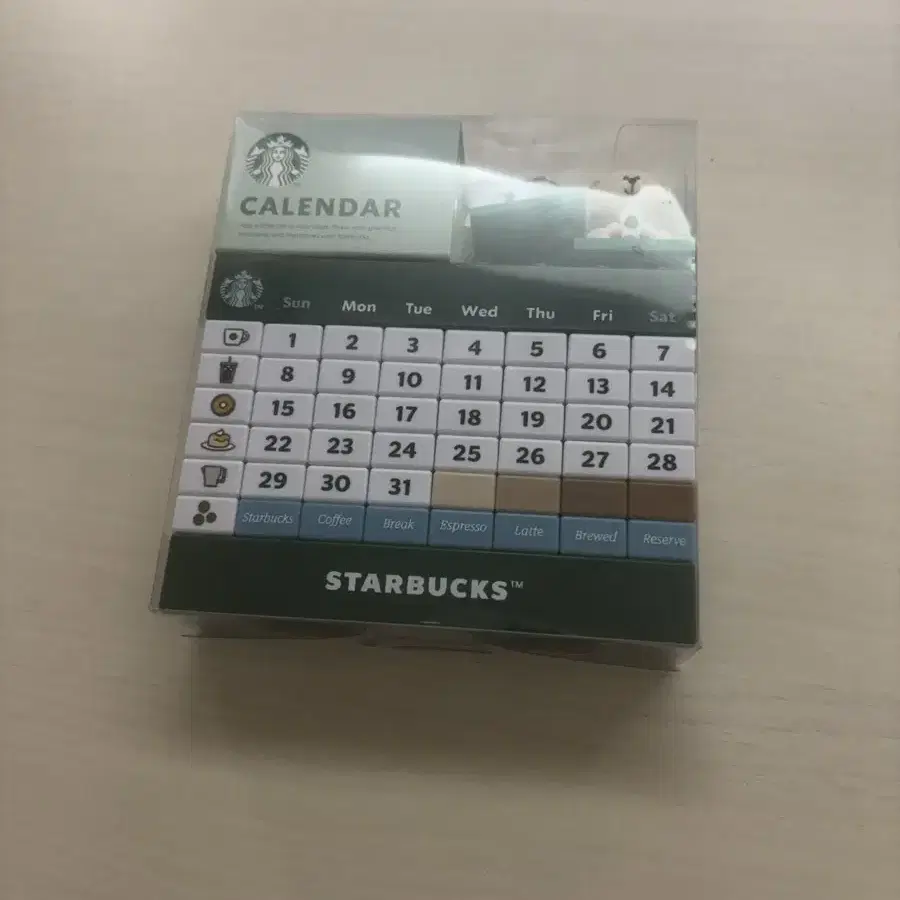 CALENDAR
Sun Mon Tue Wed Thu Fri Sat
1 2 3 4 5 6 7
8 9 10 11 12 13 14
15 16 17 18 19 20 21
22 23 24 25 26 27 28
29 30 31
Starbucks Coffee Break Espresso Latte Brewed Reserve
STARBUCKS™